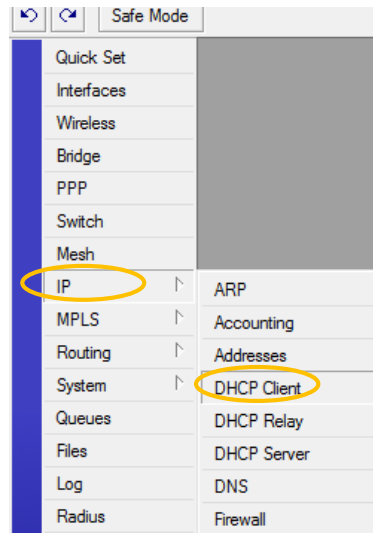 Safe Mode
Quick Set
Interfaces
Wireless
Bridge
PPP
Switch
Mesh
IP
MPLS
Routing
System
Queues
Files
Log
Radius
ARP
Accounting
Addresses
DHCP Client
DHCP Relay
DHCP Server
DNS
Firewall